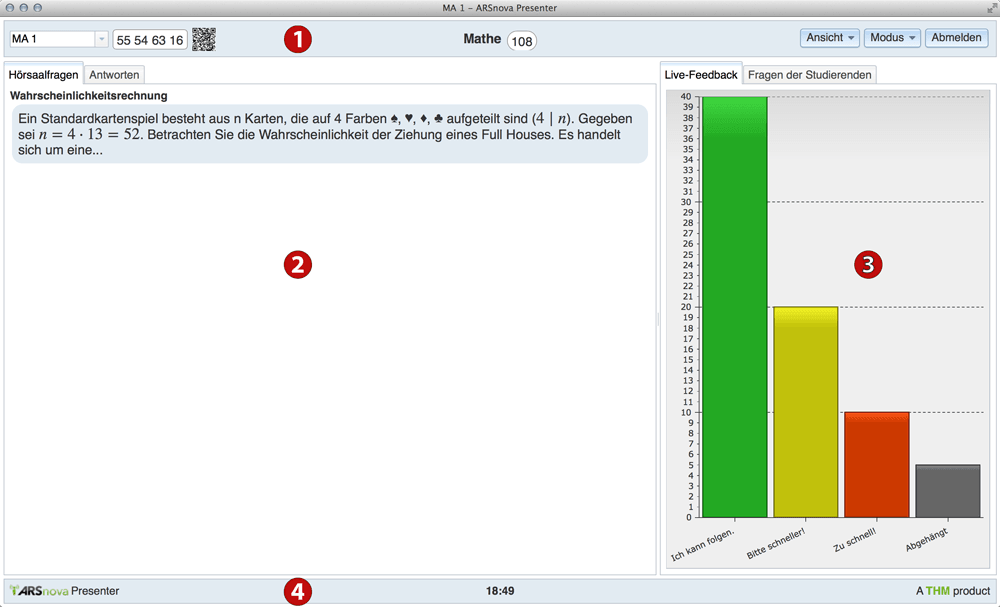 MA 1 – ARSnova Presenter
MA 1
55 54 63 16
1
Mathe 108
Ansicht
Modus
Abmelden
Hörsaalfragen
Antworten
Wahrscheinlichkeitsrechnung
Ein Standardkartenspiel besteht aus n Karten, die auf 4 Farben ♠, ♥, ♦, ♣ aufgeteilt sind (4 | n). Gegeben
sei n = 4 · 13 = 52. Betrachten Sie die Wahrscheinlichkeit der Ziehung eines Full Houses. Es handelt
sich um eine...
2
Live-Feedback
Fragen der Studierenden
40
39
38
37
36
35
34
33
32
31
30
29
28
27
26
25
24
23
22
21
20
19
18
17
16
15
14
13
12
11
10
9
8
7
6
5
4
3
2
1
0
3
Ich kann folgen.
Bitte schneller!
Zu schnell!
Abgehängt
ARSnova Presenter
4
18:49
A THM product